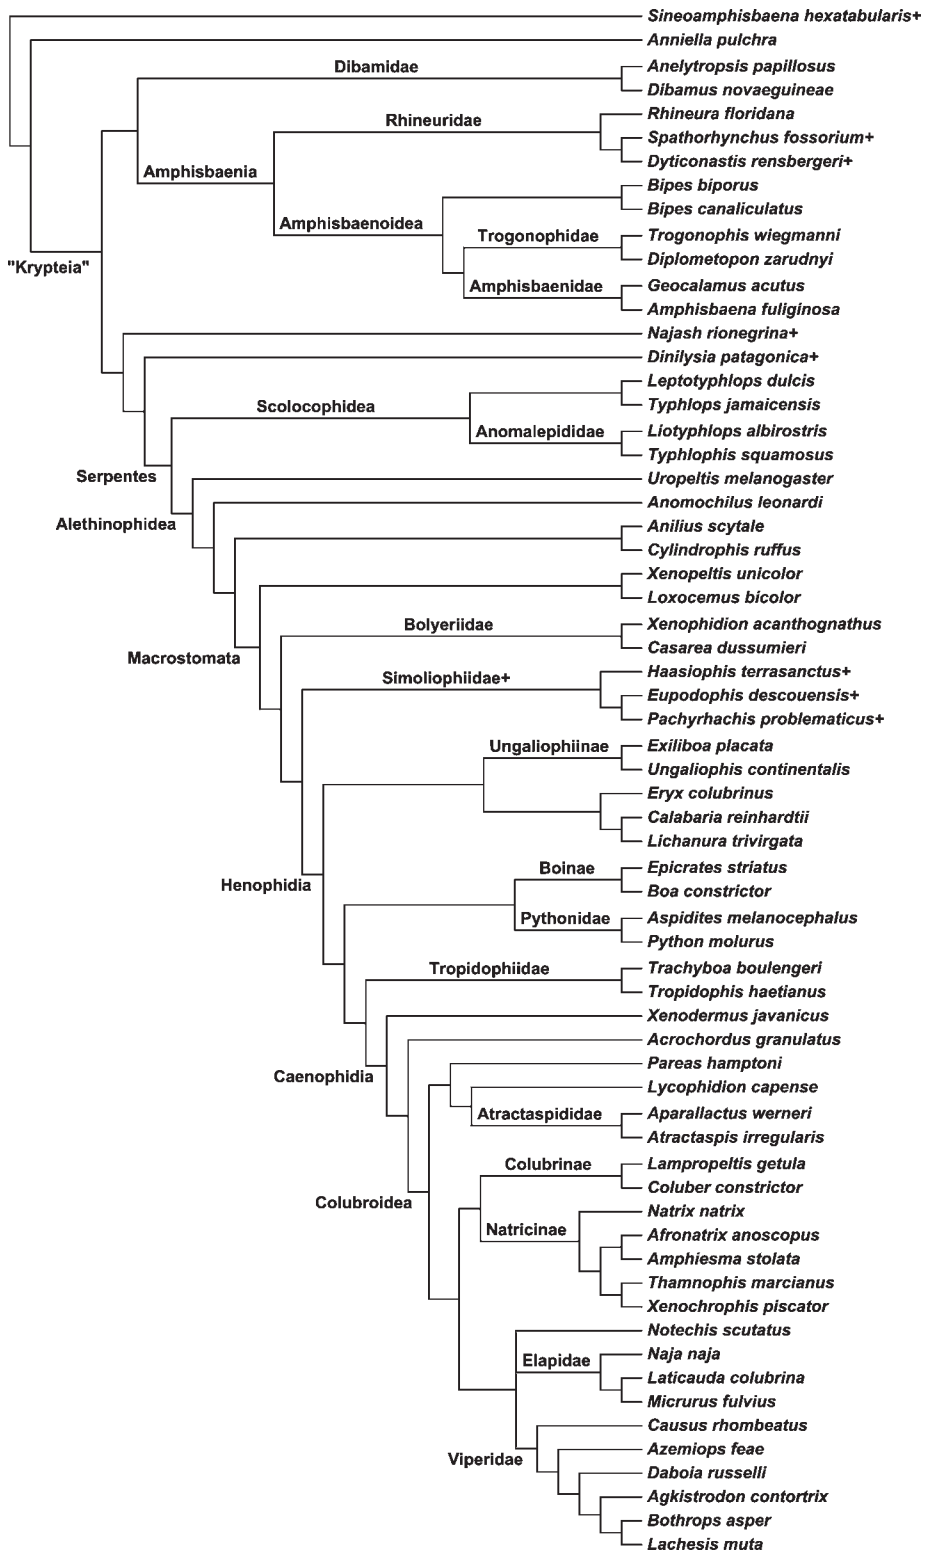 Sineoamphisbaena hexatabularis+
Anniella pulchra
Dibamidae
Anelytropsis papillosus
Dibamus novaeguineae
Rhineuridae
Rhineura floridana
Spathorhynchus fossorium+
Dyticonastis rensbergeri+
Amphisbaenia
Bipes biporus
Bipes canaliculatus
Amphisbaenoidea
Trogonophidae
Trogonophis wiegmanni
Diplometopon zarudnyi
"Krypteia"
Amphisbaenidae
Geocalamus acutus
Amphisbaena fuliginosa
Najash rionegrina+
Dinilysia patagonica+
Leptotyphlops dulcis
Scolocophidea
Typhlops jamaicensis
Anomalepididae
Liotyphlops albirostris
Typhlophis squamosus
Serpentes
Uropeltis melanogaster
Anomochilus leonardi
Alethinophidea
Anilius scytale
Cylindrophis ruffus
Xenopeltis unicolor
Loxocemus bicolor
Bolyeriidae
Xenophidion acanthognathus
Casarea dussumieri
Macrostomata
Haasiophis terrasanctus+
Simoliophiidae+
Eupodophis descouensis+
Pachyrhachis problematicus+
Ungaliophiinae
Exiliboa placata
Ungaliophis continentalis
Eryx colubrinus
Calabaria reinhardtii
Lichanura trivirgata
Boinae
Epicrates striatus
Henophidia
Boa constrictor
Pythonidae
Aspidites melanocephalus
Python molurus
Tropidophiidae
Trachyboa boulengeri
Tropidophis haetianus
Xenodermus javanicus
Acrochordus granulatus
Pareas hamptoni
Caenophidia
Lycophidion capense
Atractaspididae
Aparallactus werneri
Atractaspis irregularis
Colubrinae
Lampropeltis getula
Coluber constrictor
Colubroidea
Natrix natrix
Natricinae
Afronatrix anoscopus
Amphiesma stolata
Thamnophis marcianus
Xenochrophis piscator
Notechis scutatus
Elapidae
Naja naja
Laticauda colubrina
Micrurus fulvius
Causus rhombeatus
Azemiops feae
Viperidae
Daboia russelli
Agkistrodon contortrix
Bothrops asper
Lachesis muta